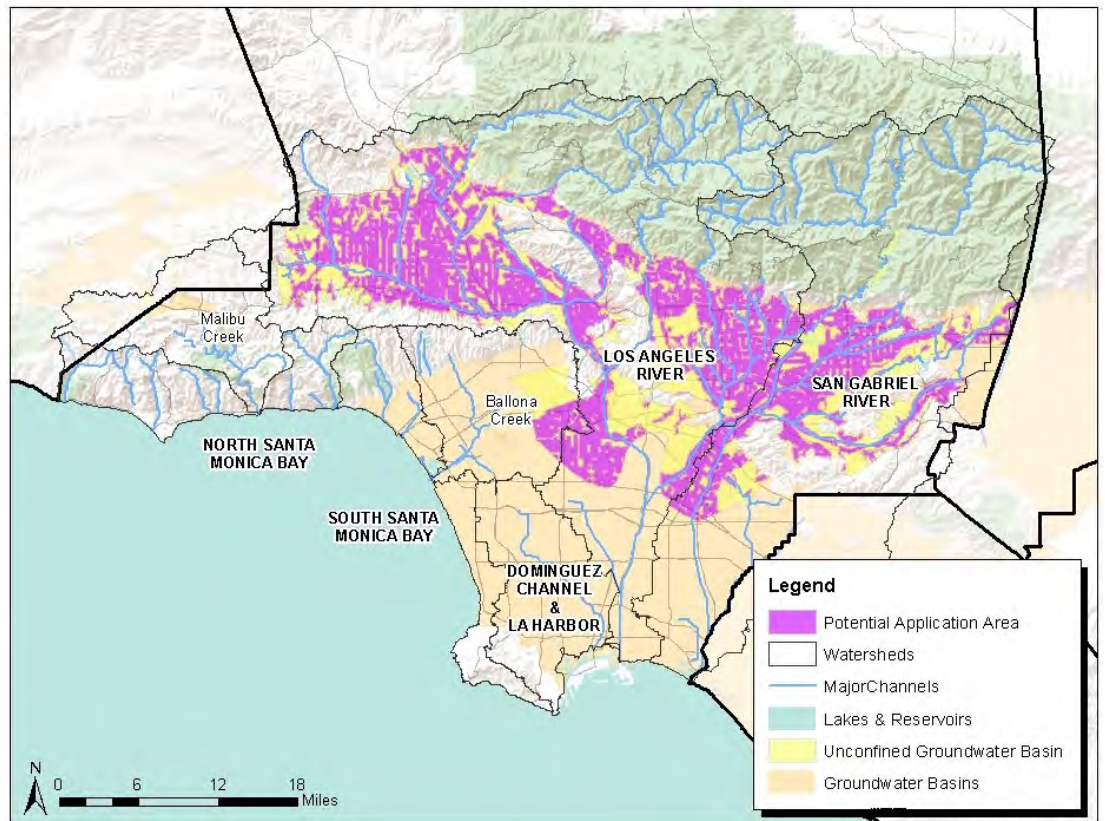 Malibu
Creek
LOS ANGELES
RIVER
SAN GABRIEL
RIVER
Ballona
Creek
NORTH SANTA
MONICA BAY
SOUTH SANTA
MONICA BAY
DOMINGUEZ
CHANNEL
&
LA HARBOR
Legend
Potential Application Area
Watersheds
MajorChannels
Lakes & Reservoirs
Unconfined Groundwater Basin
Groundwater Basins
N
0 6 12 18
Miles